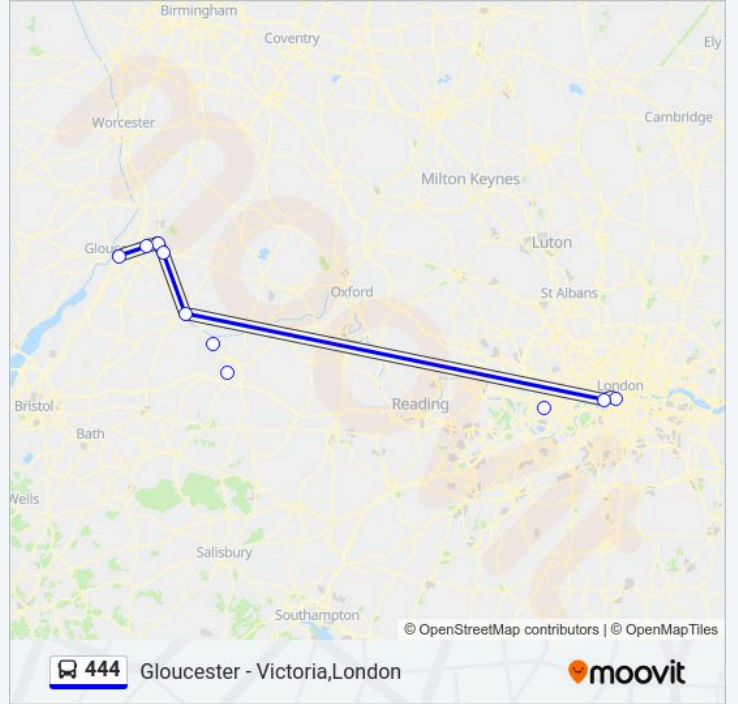 Birmingham
Coventry
Ely
Worcester
Cambridge
Milton Keynes
Glouc
Luton
Oxford
St Albans
London
Bristol
Reading
Bath
Wells
Salisbury
Southampton
moovit
© OpenStreetMap contributors | © OpenMapTiles
444 Gloucester - Victoria,London
moovit